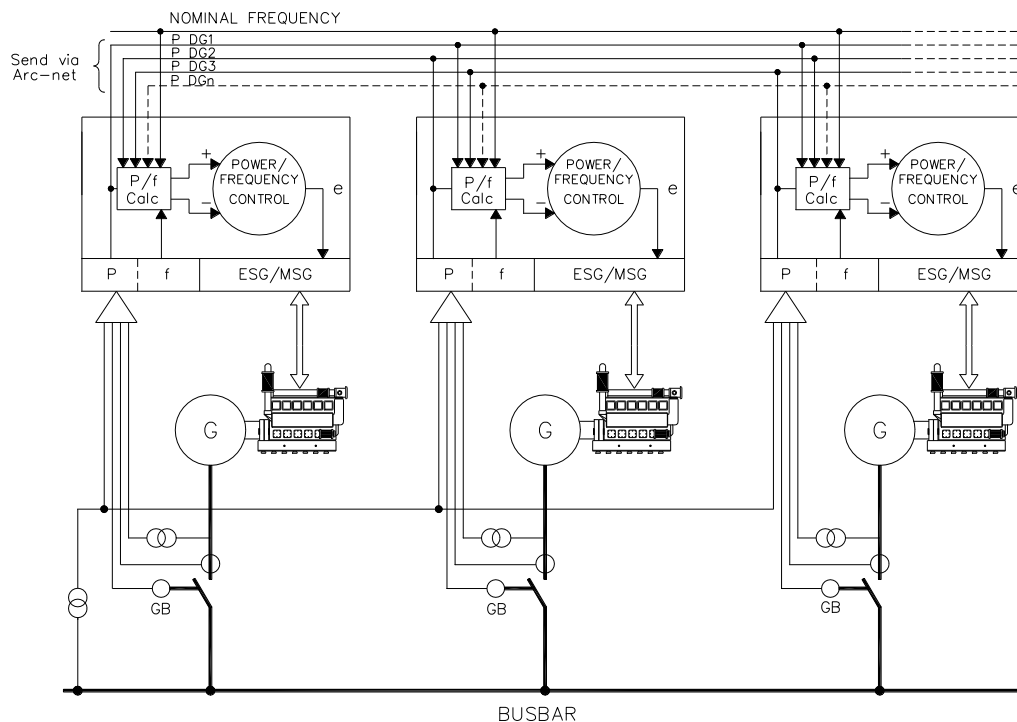 NOMINAL FREQUENCY
Send via
Arc-net
P DG1
P DG2
P DG3
P DGn
P/f
Calc
+
−
POWER/
FREQUENCY
CONTROL
e
P/f
Calc
+
−
POWER/
FREQUENCY
CONTROL
e
P/f
Calc
+
−
POWER/
FREQUENCY
CONTROL
e
P f ESG/MSG
P f ESG/MSG
P f ESG/MSG
G
G
G
GB
GB
GB
BUSBAR